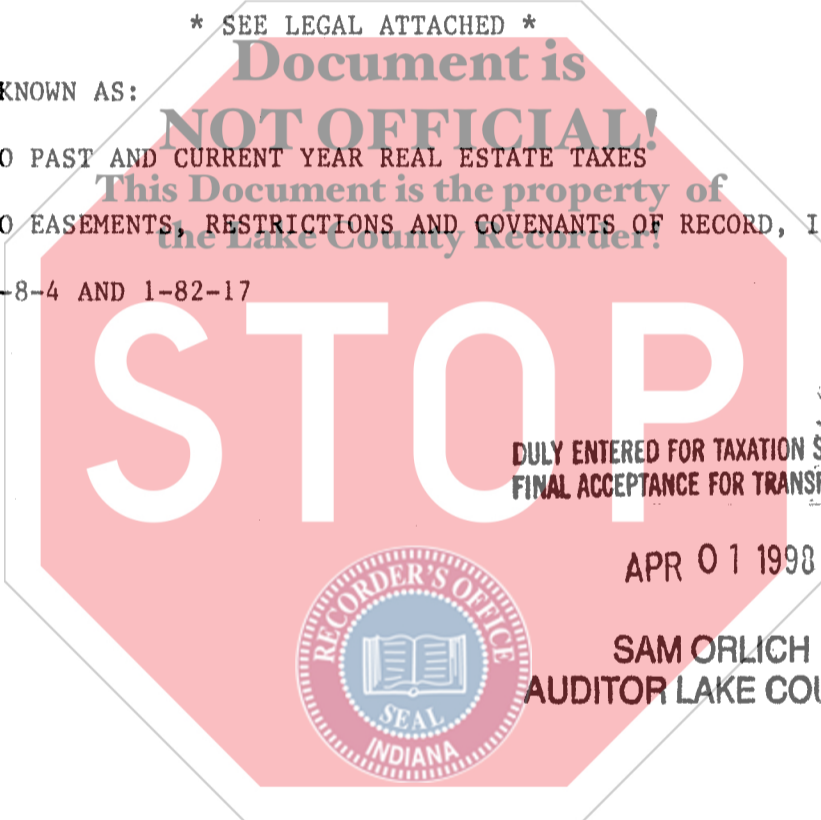 * SEE LEGAL ATTACHED *
Document is
KNOWN AS:
NOT OFFICIAL!
O PAST AND CURRENT YEAR REAL ESTATE TAXES
This Document is the property of
O EASEMENTS, RESTRICTIONS AND COVENANTS OF RECORD, I
the Lake County Recorder!
-8-4 AND 1-82-17
STOP
DULY ENTERED FOR TAXATION S
FINAL ACCEPTANCE FOR TRANSF
APR 01 1998
RECORDER'S OFFICE
SEAL
INDIANA
SAM ORLICH
AUDITOR LAKE COU